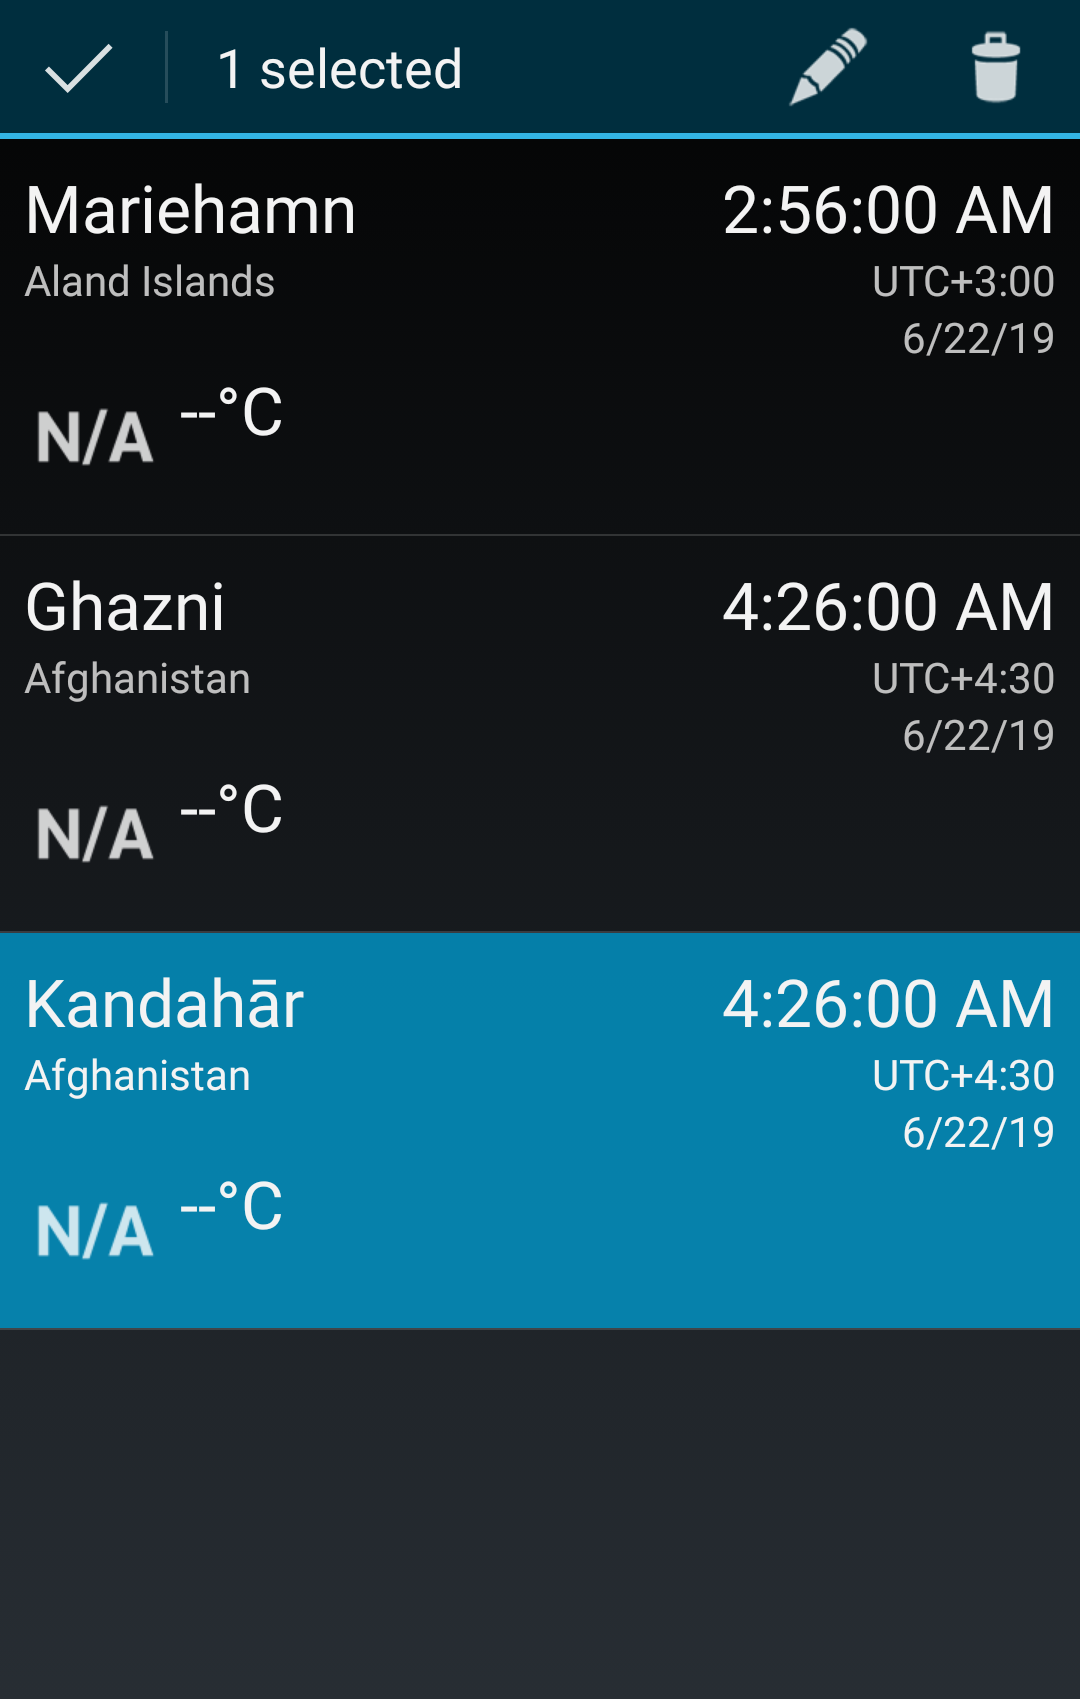 1 selected
Mariehamn 2:56:00 AM
Aland Islands UTC+3:00
6/22/19
N/A --°C
Ghazni 4:26:00 AM
Afghanistan UTC+4:30
6/22/19
N/A --°C
Kandahār 4:26:00 AM
Afghanistan UTC+4:30
6/22/19
N/A --°C